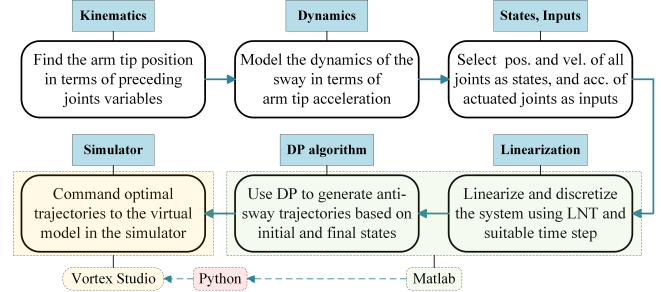 Kinematics
Dynamics
States, Inputs
Find the arm tip position
in terms of preceding
joints variables
Model the dynamics of the
sway in terms of
arm tip acceleration
Select pos. and vel. of all
joints as states, and acc. of
actuated joints as inputs
Simulator
DP algorithm
Linearization
Command optimal
trajectories to the virtual
model in the simulator
Use DP to generate anti-
sway trajectories based on
initial and final states
Linearize and discretize
the system using LNT and
suitable time step
Vortex Studio
Python
Matlab